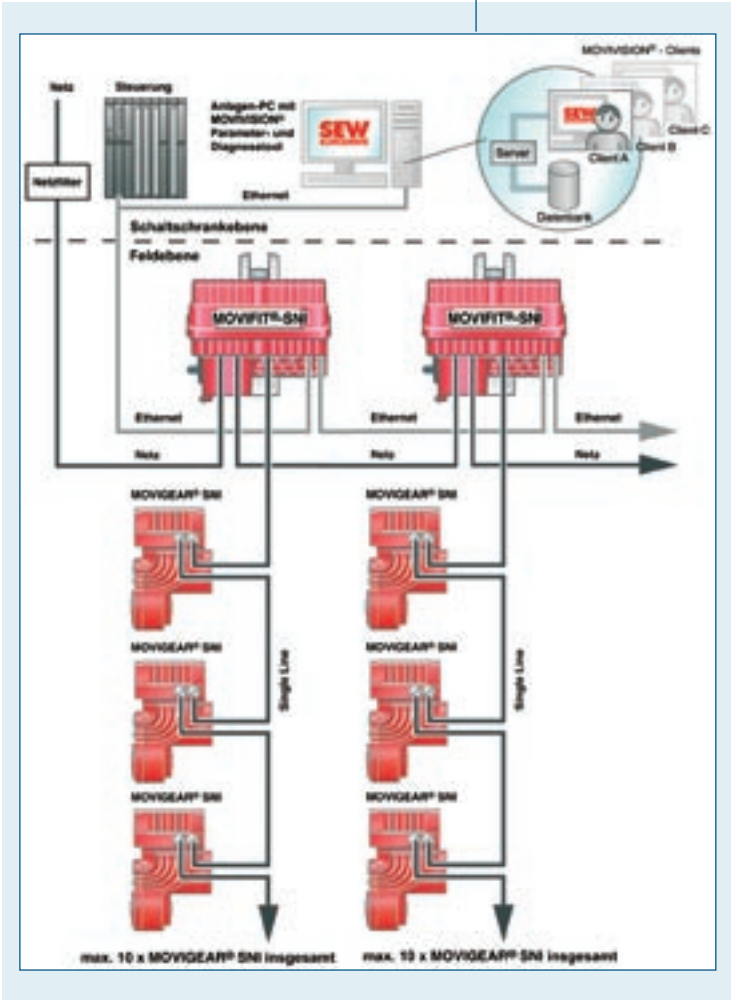 MOVIVISION® - Clients
Netz
Steuerung
Anlagen-PC mit
MOVIVISION®
Parameter- und
Diagnosetool
SEW
EURODRIVE
SEW
Server
Client A
Client B
Client C
Datenbank
Netzfilter
Ethernet
Schaltschrankebene
Feldebene
MOVIFIT®-SNI
MOVIFIT®-SNI
Ethernet
Ethernet
Ethernet
Netz
Netz
Netz
MOVIGEAR® SNI
MOVIGEAR® SNI
MOVIGEAR® SNI
MOVIGEAR® SNI
Single Line
Single Line
MOVIGEAR® SNI
MOVIGEAR® SNI
max. 10 x MOVIGEAR® SNI insgesamt
max. 10 x MOVIGEAR® SNI insgesamt